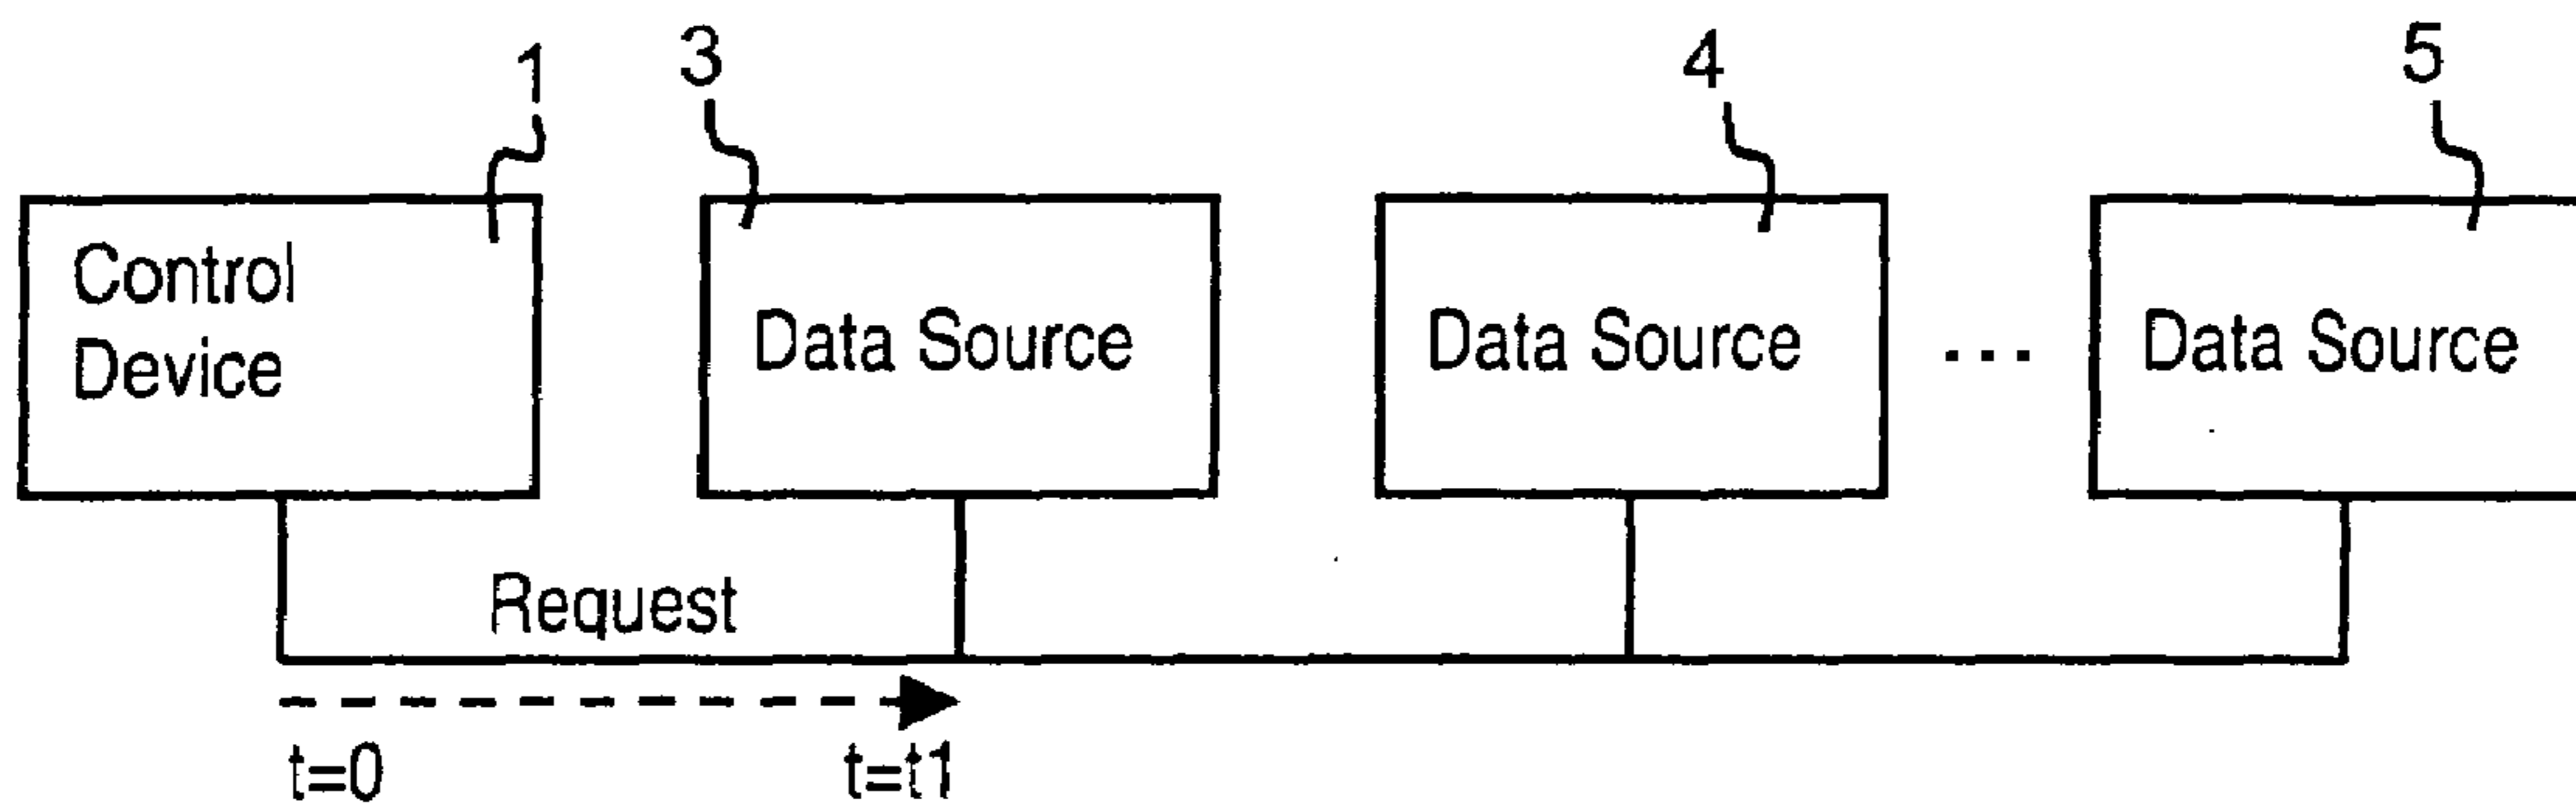 1
3
4
5
Control
Device
Data Source
Data Source
...
Data Source
Request
t=0
t=t1